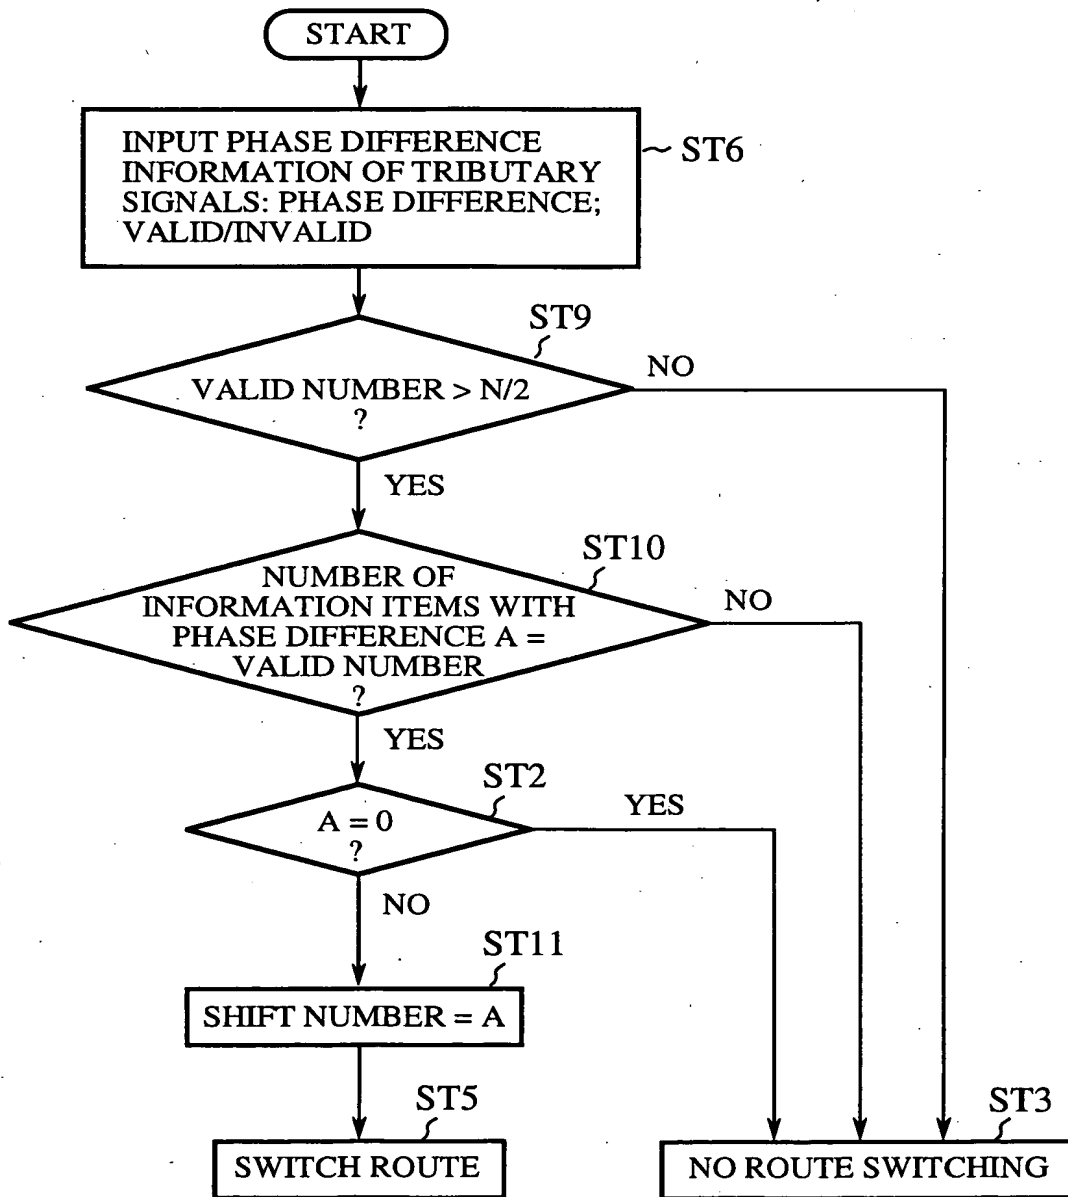 START
INPUT PHASE DIFFERENCE
INFORMATION OF TRIBUTARY
SIGNALS: PHASE DIFFERENCE;
VALID/INVALID
ST6
ST9
VALID NUMBER > N/2
?
NO
YES
ST10
NUMBER OF
INFORMATION ITEMS WITH
PHASE DIFFERENCE A =
VALID NUMBER
?
NO
YES
ST2
A = 0
?
YES
NO
ST11
SHIFT NUMBER = A
ST5
SWITCH ROUTE
ST3
NO ROUTE SWITCHING